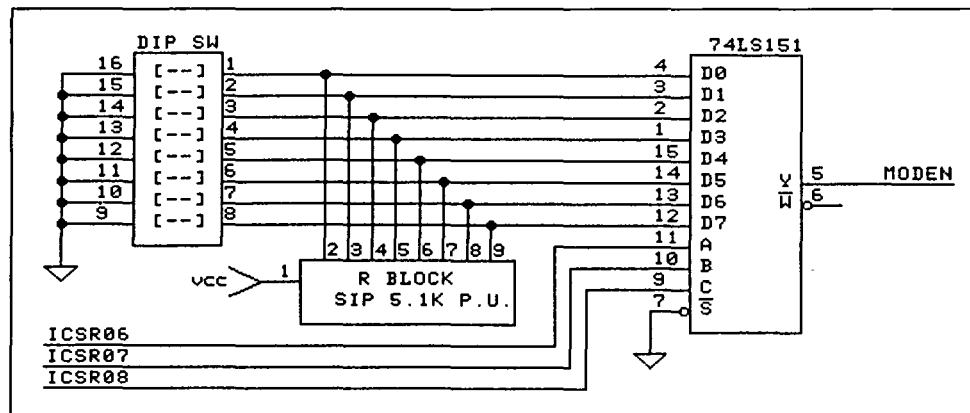 DIP SW
16 [--] 1
15 [--] 2
14 [--] 3
13 [--] 4
12 [--] 5
11 [--] 6
10 [--] 7
9 [--] 8
74LS151
4 D0
3 D1
2 D2
1 D3
15 D4
14 D5
13 D6
12 D7
11 A
10 B
9 C
7 S
Y 5 MODEN
W 6
2 3 4 5 6 7 8 9
VCC 1
R BLOCK
SIP 5.1K P.U.
ICSR06
ICSR07
ICSR08